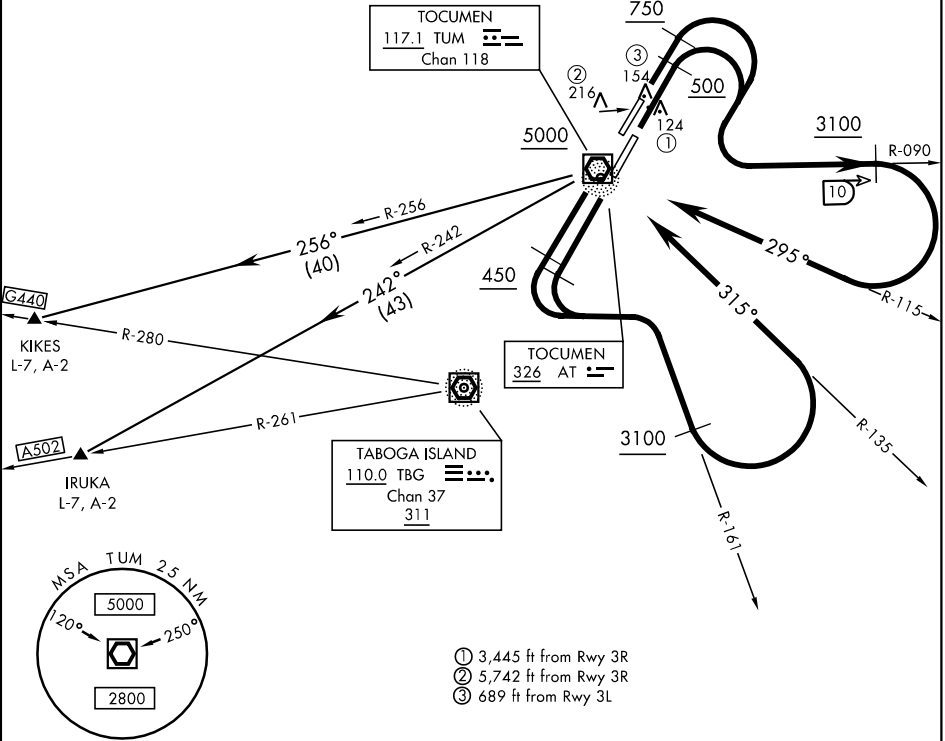 TOCUMEN
117.1 TUM
Chan 118
750
③
154
②
216
500
124
①
5000
3100
R-090
10
R-256
256°
(40)
R-242
242°
(43)
295°
R-115
315°
450
G440
KIKES
L-7, A-2
R-280
TOCUMEN
326 AT
R-261
A502
IRUKA
L-7, A-2
TABOGA ISLAND
110.0 TBG
Chan 37
311
3100
R-135
R-161
MSA TUM 25 NM
5000
120°
250°
2800
① 3,445 ft from Rwy 3R
② 5,742 ft from Rwy 3R
③ 689 ft from Rwy 3L